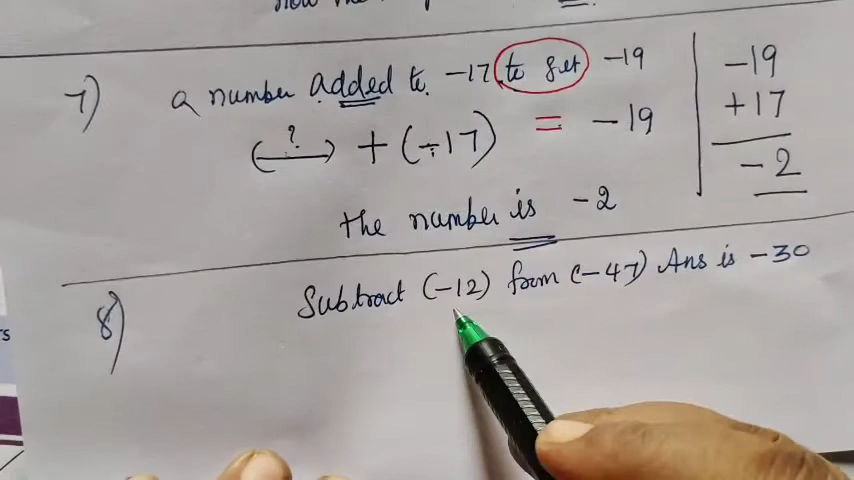 7) a number added to -17 to get -19
(?) + (-17) = -19
the number is -2
-19
+17
-2
8) Subtract (-12) from (-47) Ans is -30